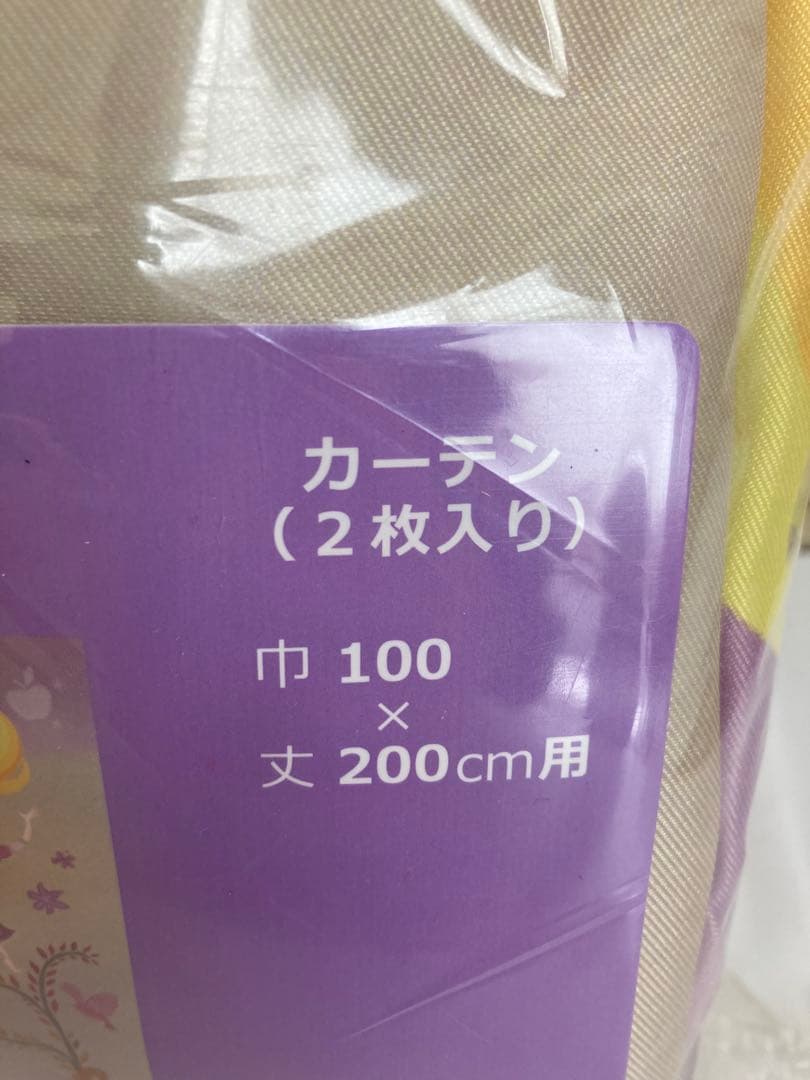 カーテン
(2枚入り)
巾 100
×
丈 200cm用